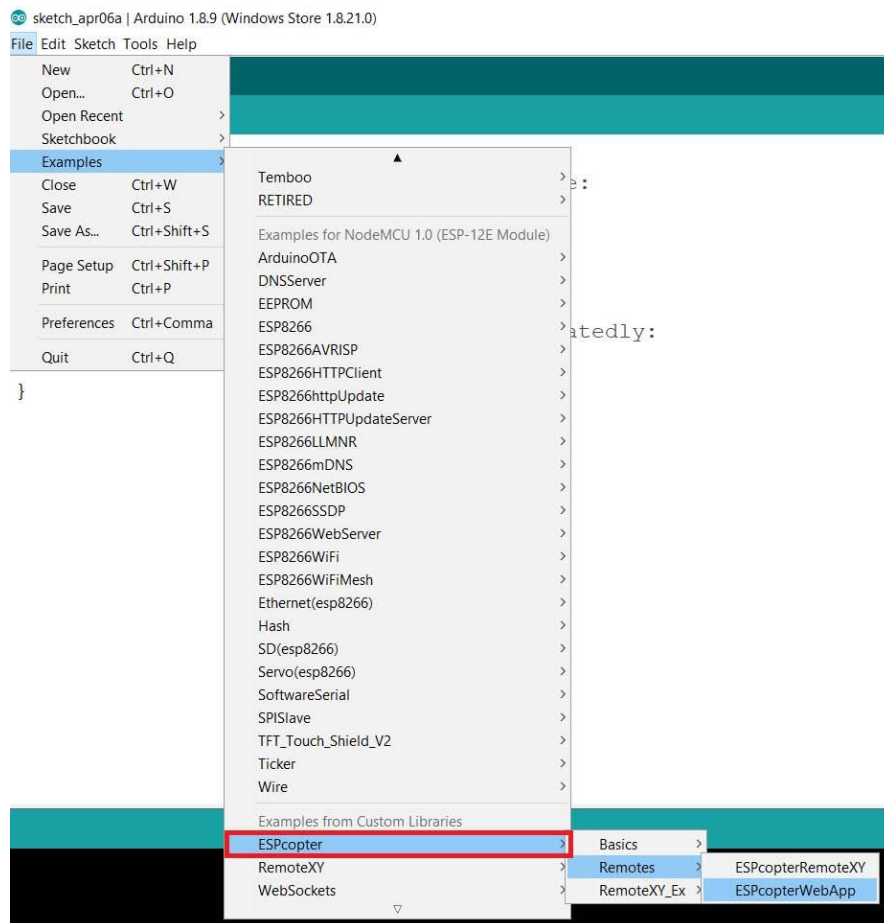 sketch_apr06a | Arduino 1.8.9 (Windows Store 1.8.21.0)
File Edit Sketch Tools Help
New Ctrl+N
Open... Ctrl+O
Open Recent >
Sketchbook >
Examples >
Close Ctrl+W
Save Ctrl+S
Save As... Ctrl+Shift+S
Page Setup Ctrl+Shift+P
Print Ctrl+P
Preferences Ctrl+Comma
Quit Ctrl+Q
e:
atedly:
}
Temboo >
RETIRED >
Examples for NodeMCU 1.0 (ESP-12E Module)
ArduinoOTA >
DNSServer >
EEPROM >
ESP8266 >
ESP8266AVRISP >
ESP8266HTTPClient >
ESP8266httpUpdate >
ESP8266HTTPUpdateServer >
ESP8266LLMNR >
ESP8266mDNS >
ESP8266NetBIOS >
ESP8266SSDP >
ESP8266WebServer >
ESP8266WiFi >
ESP8266WiFiMesh >
Ethernet(esp8266) >
Hash >
SD(esp8266) >
Servo(esp8266) >
SoftwareSerial >
SPISlave >
TFT_Touch_Shield_V2 >
Ticker >
Wire >
Examples from Custom Libraries
ESPcopter >
RemoteXY >
WebSockets >
Basics >
Remotes >
RemoteXY_Ex >
ESPcopterRemoteXY
ESPcopterWebApp